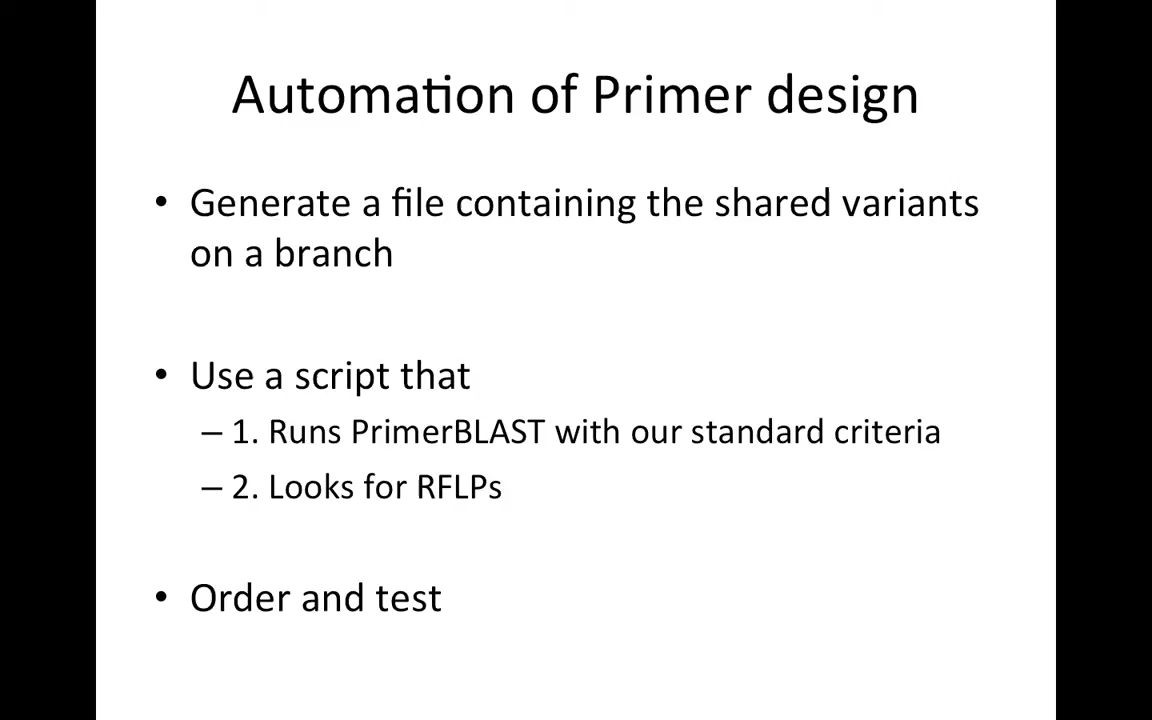 Automation of Primer design
• Generate a file containing the shared variants
on a branch
• Use a script that
– 1. Runs PrimerBLAST with our standard criteria
– 2. Looks for RFLPs
• Order and test